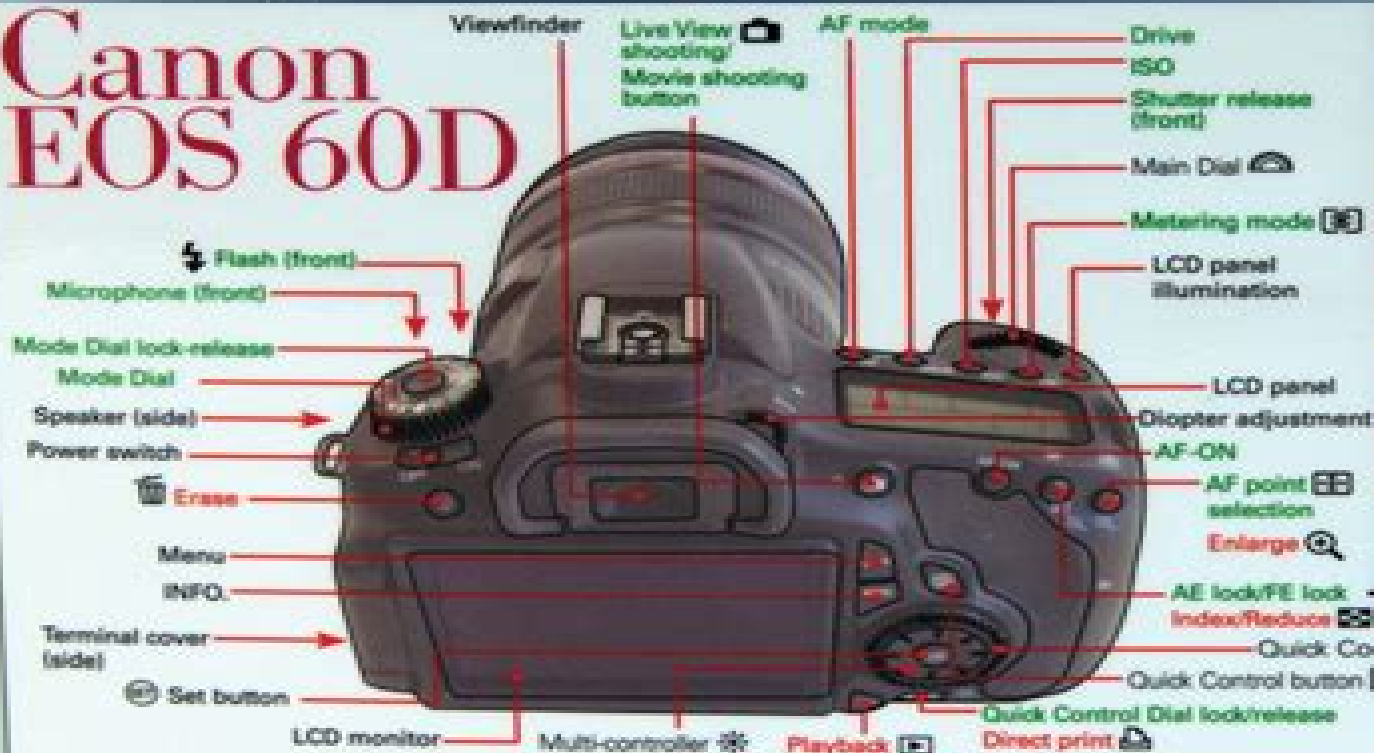 Canon
EOS 60D
Viewfinder
Live View
shooting/
Movie shooting
button
AF mode
Drive
ISO
Shutter release
(front)
Main Dial
Metering mode
LCD panel
illumination
Flash (front)
Microphone (front)
Mode Dial lock-release
Mode Dial
Speaker (side)
Power switch
Erase
LCD panel
Diopter adjustment
AF-ON
AF point
selection
Enlarge
AE lock/FE lock
Index/Reduce
Menu
INFO.
Terminal cover
(side)
SET Set button
LCD monitor
Multi-controller
Playback
Quick Co
Quick Control button
Quick Control Dial lock/release
Direct print